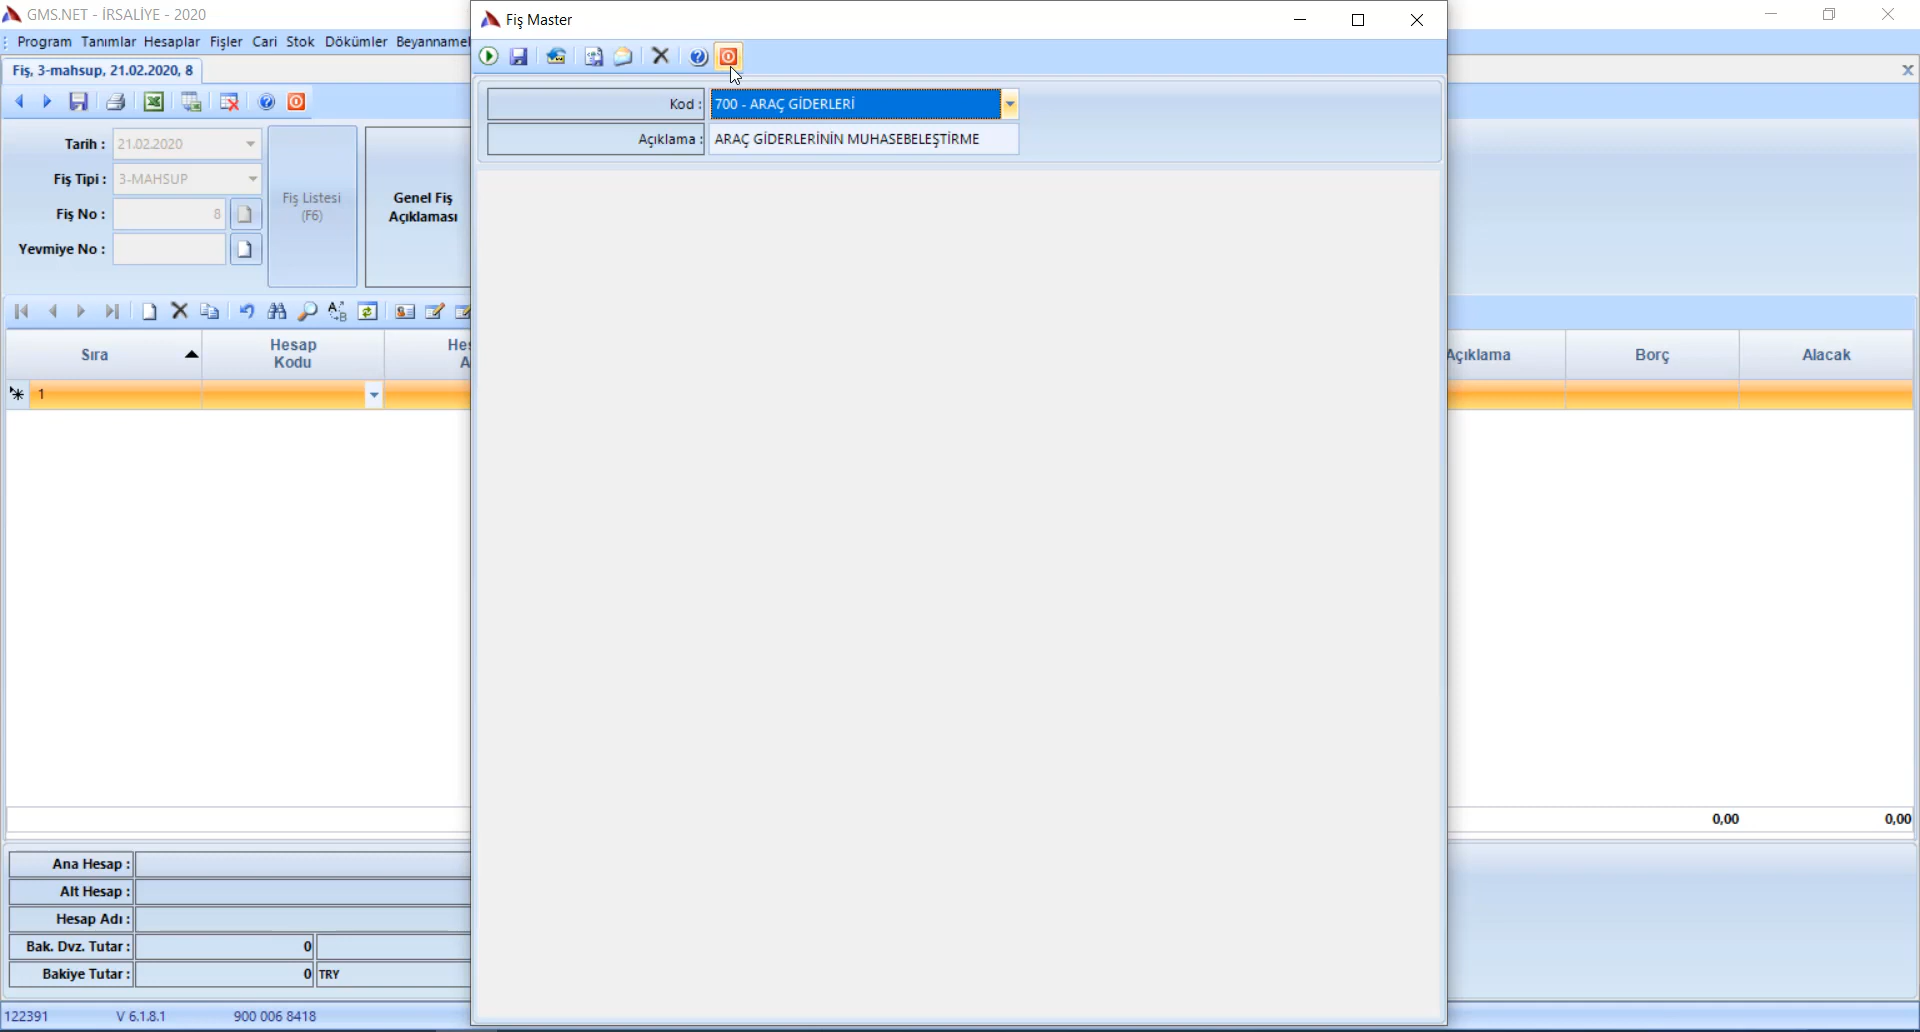 GMS.NET - İRSALİYE - 2020
Program Tanımlar Hesaplar Fişler Cari Stok Dökümler Beyannamel
Fiş, 3-mahsup, 21.02.2020, 8
Tarih : 21.02.2020
Fiş Tipi : 3-MAHSUP
Fiş No : 8
Yevmiye No :
Fiş Listesi
(F6)
Genel Fiş
Açıklaması
Fiş Master
Kod : 700 - ARAÇ GİDERLERİ
Açıklama : ARAÇ GİDERLERİNİN MUHASEBELEŞTİRME
Sıra
Hesap
Kodu
Hes
A
Açıklama
Borç
Alacak
1
0,00
0,00
Ana Hesap :
Alt Hesap :
Hesap Adı :
Bak. Dvz. Tutar : 0
Bakiye Tutar : 0 TRY
122391 V 6.1.8.1 900 006 8418